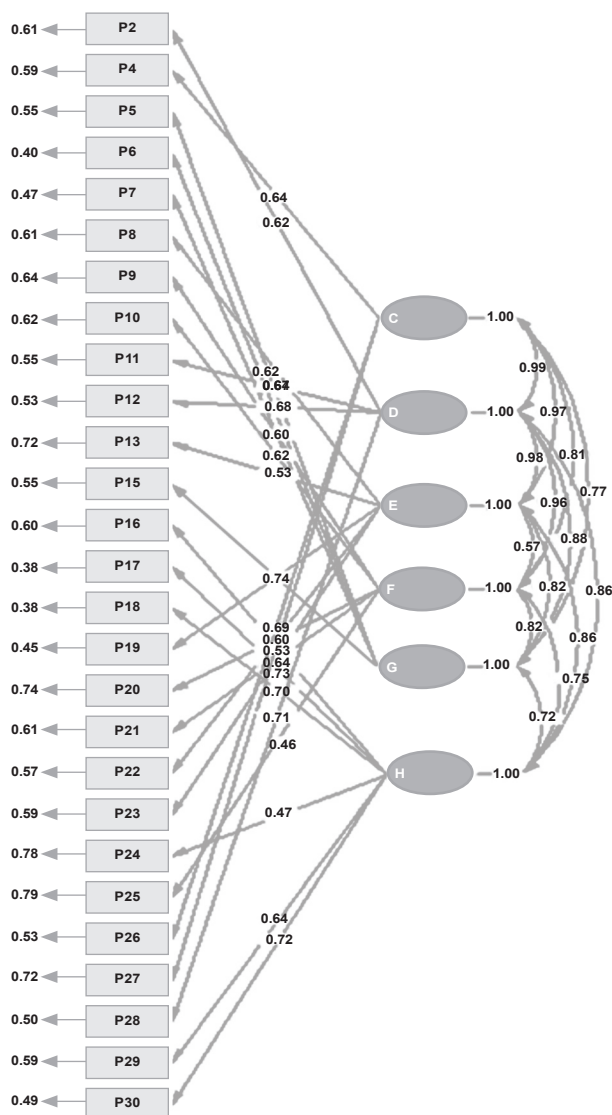 0.61 P2
0.59 P4
0.55 P5
0.40 P6
0.47 P7
0.61 P8
0.64 P9
0.62 P10
0.55 P11
0.53 P12
0.72 P13
0.55 P15
0.60 P16
0.38 P17
0.38 P18
0.45 P19
0.74 P20
0.61 P21
0.57 P22
0.59 P23
0.78 P24
0.79 P25
0.53 P26
0.72 P27
0.50 P28
0.59 P29
0.49 P30
0.64
0.62
0.62
0.68
0.60
0.62
0.53
0.74
0.69
0.60
0.53
0.64
0.73
0.70
0.71
0.46
0.47
0.64
0.72
C 1.00
D 1.00
E 1.00
F 1.00
G 1.00
H 1.00
0.99
0.97
0.81
0.98
0.77
0.96
0.88
0.57
0.82
0.86
0.82
0.86
0.75
0.72